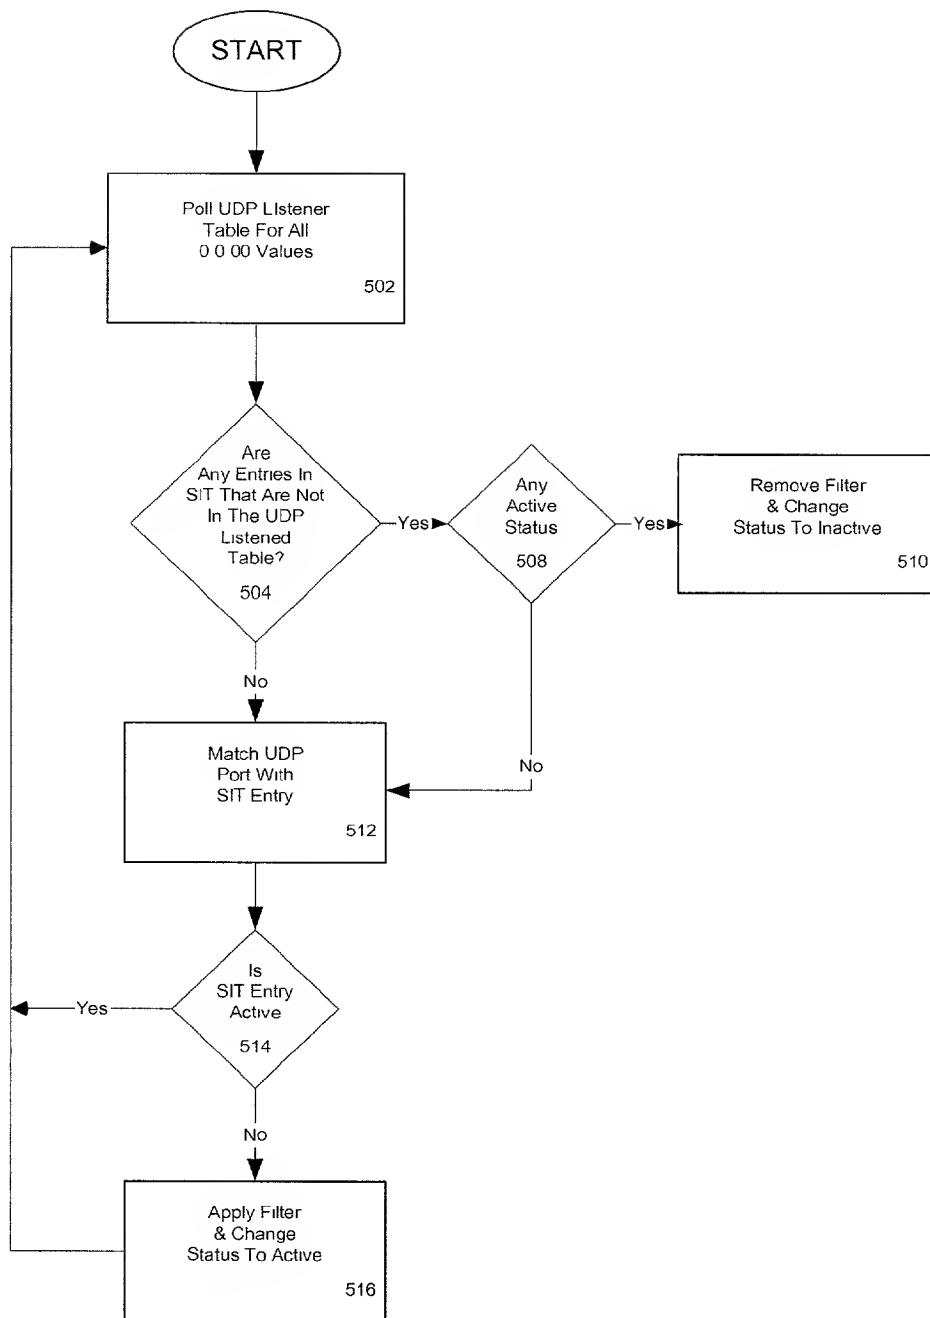 START
Poll UDP LIstener
Table For All
0 0 00 Values
502
Are
Any Entries In
SIT That Are Not
In The UDP
Listened
Table?
504
Yes
Any
Active
Status
508
Yes
Remove Filter
& Change
Status To Inactive
510
No
No
Match UDP
Port With
SIT Entry
512
Is
SIT Entry
Active
514
Yes
No
Apply Filter
& Change
Status To Active
516